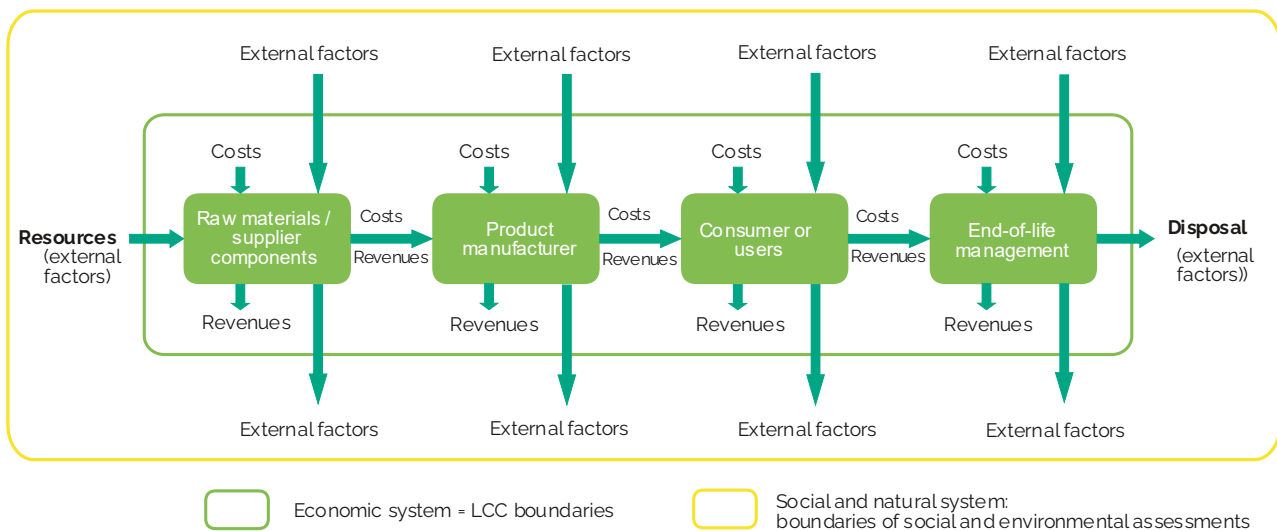 External factors
External factors
External factors
External factors
Costs
Costs
Costs
Costs
Resources
(external
factors)
Raw materials /
supplier
components
Costs
Revenues
Product
manufacturer
Costs
Revenues
Consumer or
users
Costs
Revenues
End-of-life
management
Disposal
(external
factors))
Revenues
Revenues
Revenues
Revenues
External factors
External factors
External factors
External factors
Economic system = LCC boundaries
Social and natural system:
boundaries of social and environmental assessments